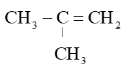 CH₃ − C = CH₂
CH₃